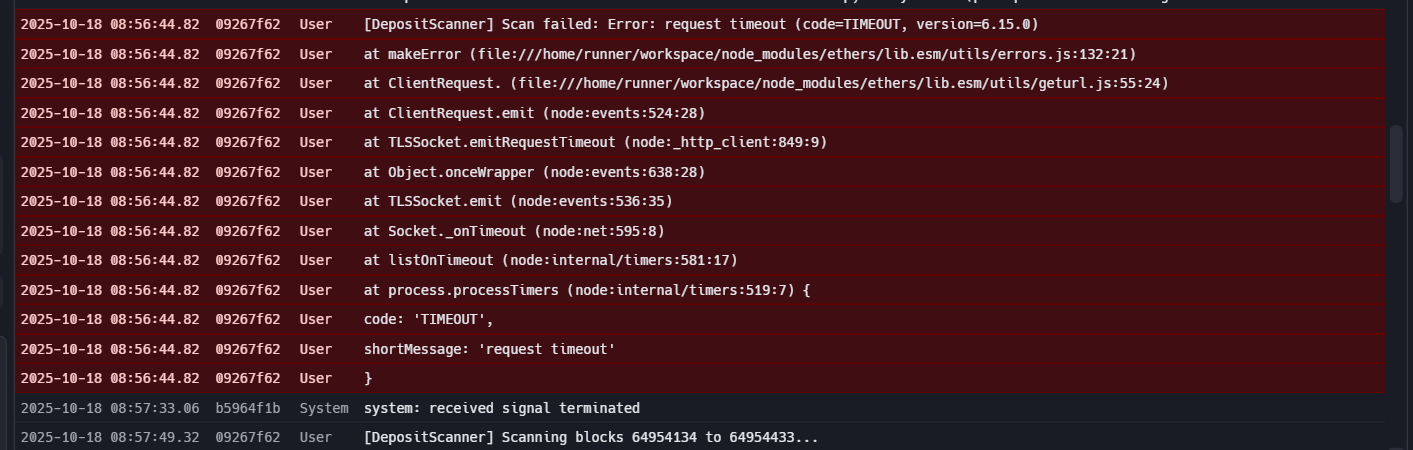 2025-10-18 08:56:44.82 09267f62 User [DepositScanner] Scan failed: Error: request timeout (code=TIMEOUT, version=6.15.0)
2025-10-18 08:56:44.82 09267f62 User at makeError (file:///home/runner/workspace/node_modules/ethers/lib.esm/utils/errors.js:132:21)
2025-10-18 08:56:44.82 09267f62 User at ClientRequest. (file:///home/runner/workspace/node_modules/ethers/lib.esm/utils/geturl.js:55:24)
2025-10-18 08:56:44.82 09267f62 User at ClientRequest.emit (node:events:524:28)
2025-10-18 08:56:44.82 09267f62 User at TLSSocket.emitRequestTimeout (node:_http_client:849:9)
2025-10-18 08:56:44.82 09267f62 User at Object.onceWrapper (node:events:638:28)
2025-10-18 08:56:44.82 09267f62 User at TLSSocket.emit (node:events:536:35)
2025-10-18 08:56:44.82 09267f62 User at Socket._onTimeout (node:net:595:8)
2025-10-18 08:56:44.82 09267f62 User at listOnTimeout (node:internal/timers:581:17)
2025-10-18 08:56:44.82 09267f62 User at process.processTimers (node:internal/timers:519:7) {
2025-10-18 08:56:44.82 09267f62 User code: 'TIMEOUT',
2025-10-18 08:56:44.82 09267f62 User shortMessage: 'request timeout'
2025-10-18 08:56:44.82 09267f62 User }
2025-10-18 08:57:33.06 b5964f1b System system: received signal terminated
2025-10-18 08:57:49.32 09267f62 User [DepositScanner] Scanning blocks 64954134 to 64954433...